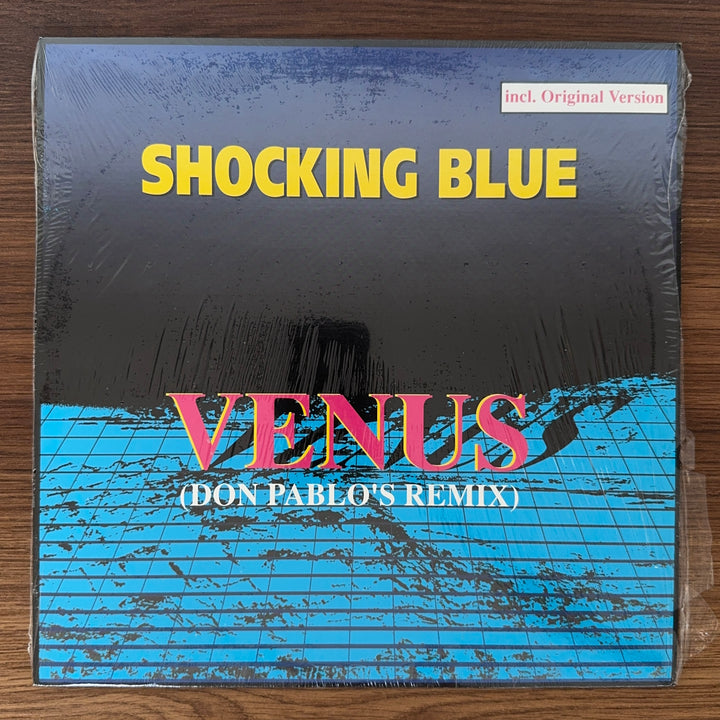 incl. Original Version
SHOCKING BLUE
VENUS
(DON PABLO'S REMIX)